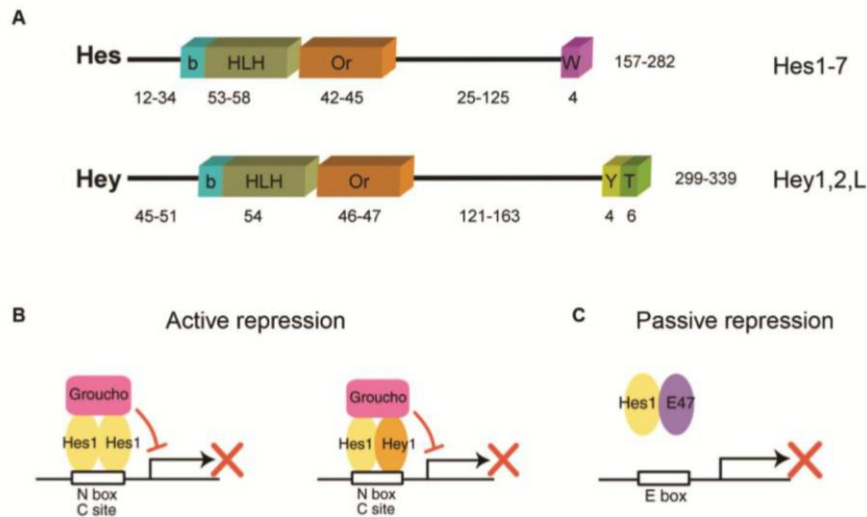 A
Hes b HLH Or W 157-282 Hes1-7
12-34 53-58 42-45 25-125 4
Hey b HLH Or Y T 299-339 Hey1,2,L
45-51 54 46-47 121-163 4 6
B Active repression
Groucho
Hes1 Hes1
N box
C site
Groucho
Hes1 Hey1
N box
C site
C Passive repression
Hes1 E47
E box